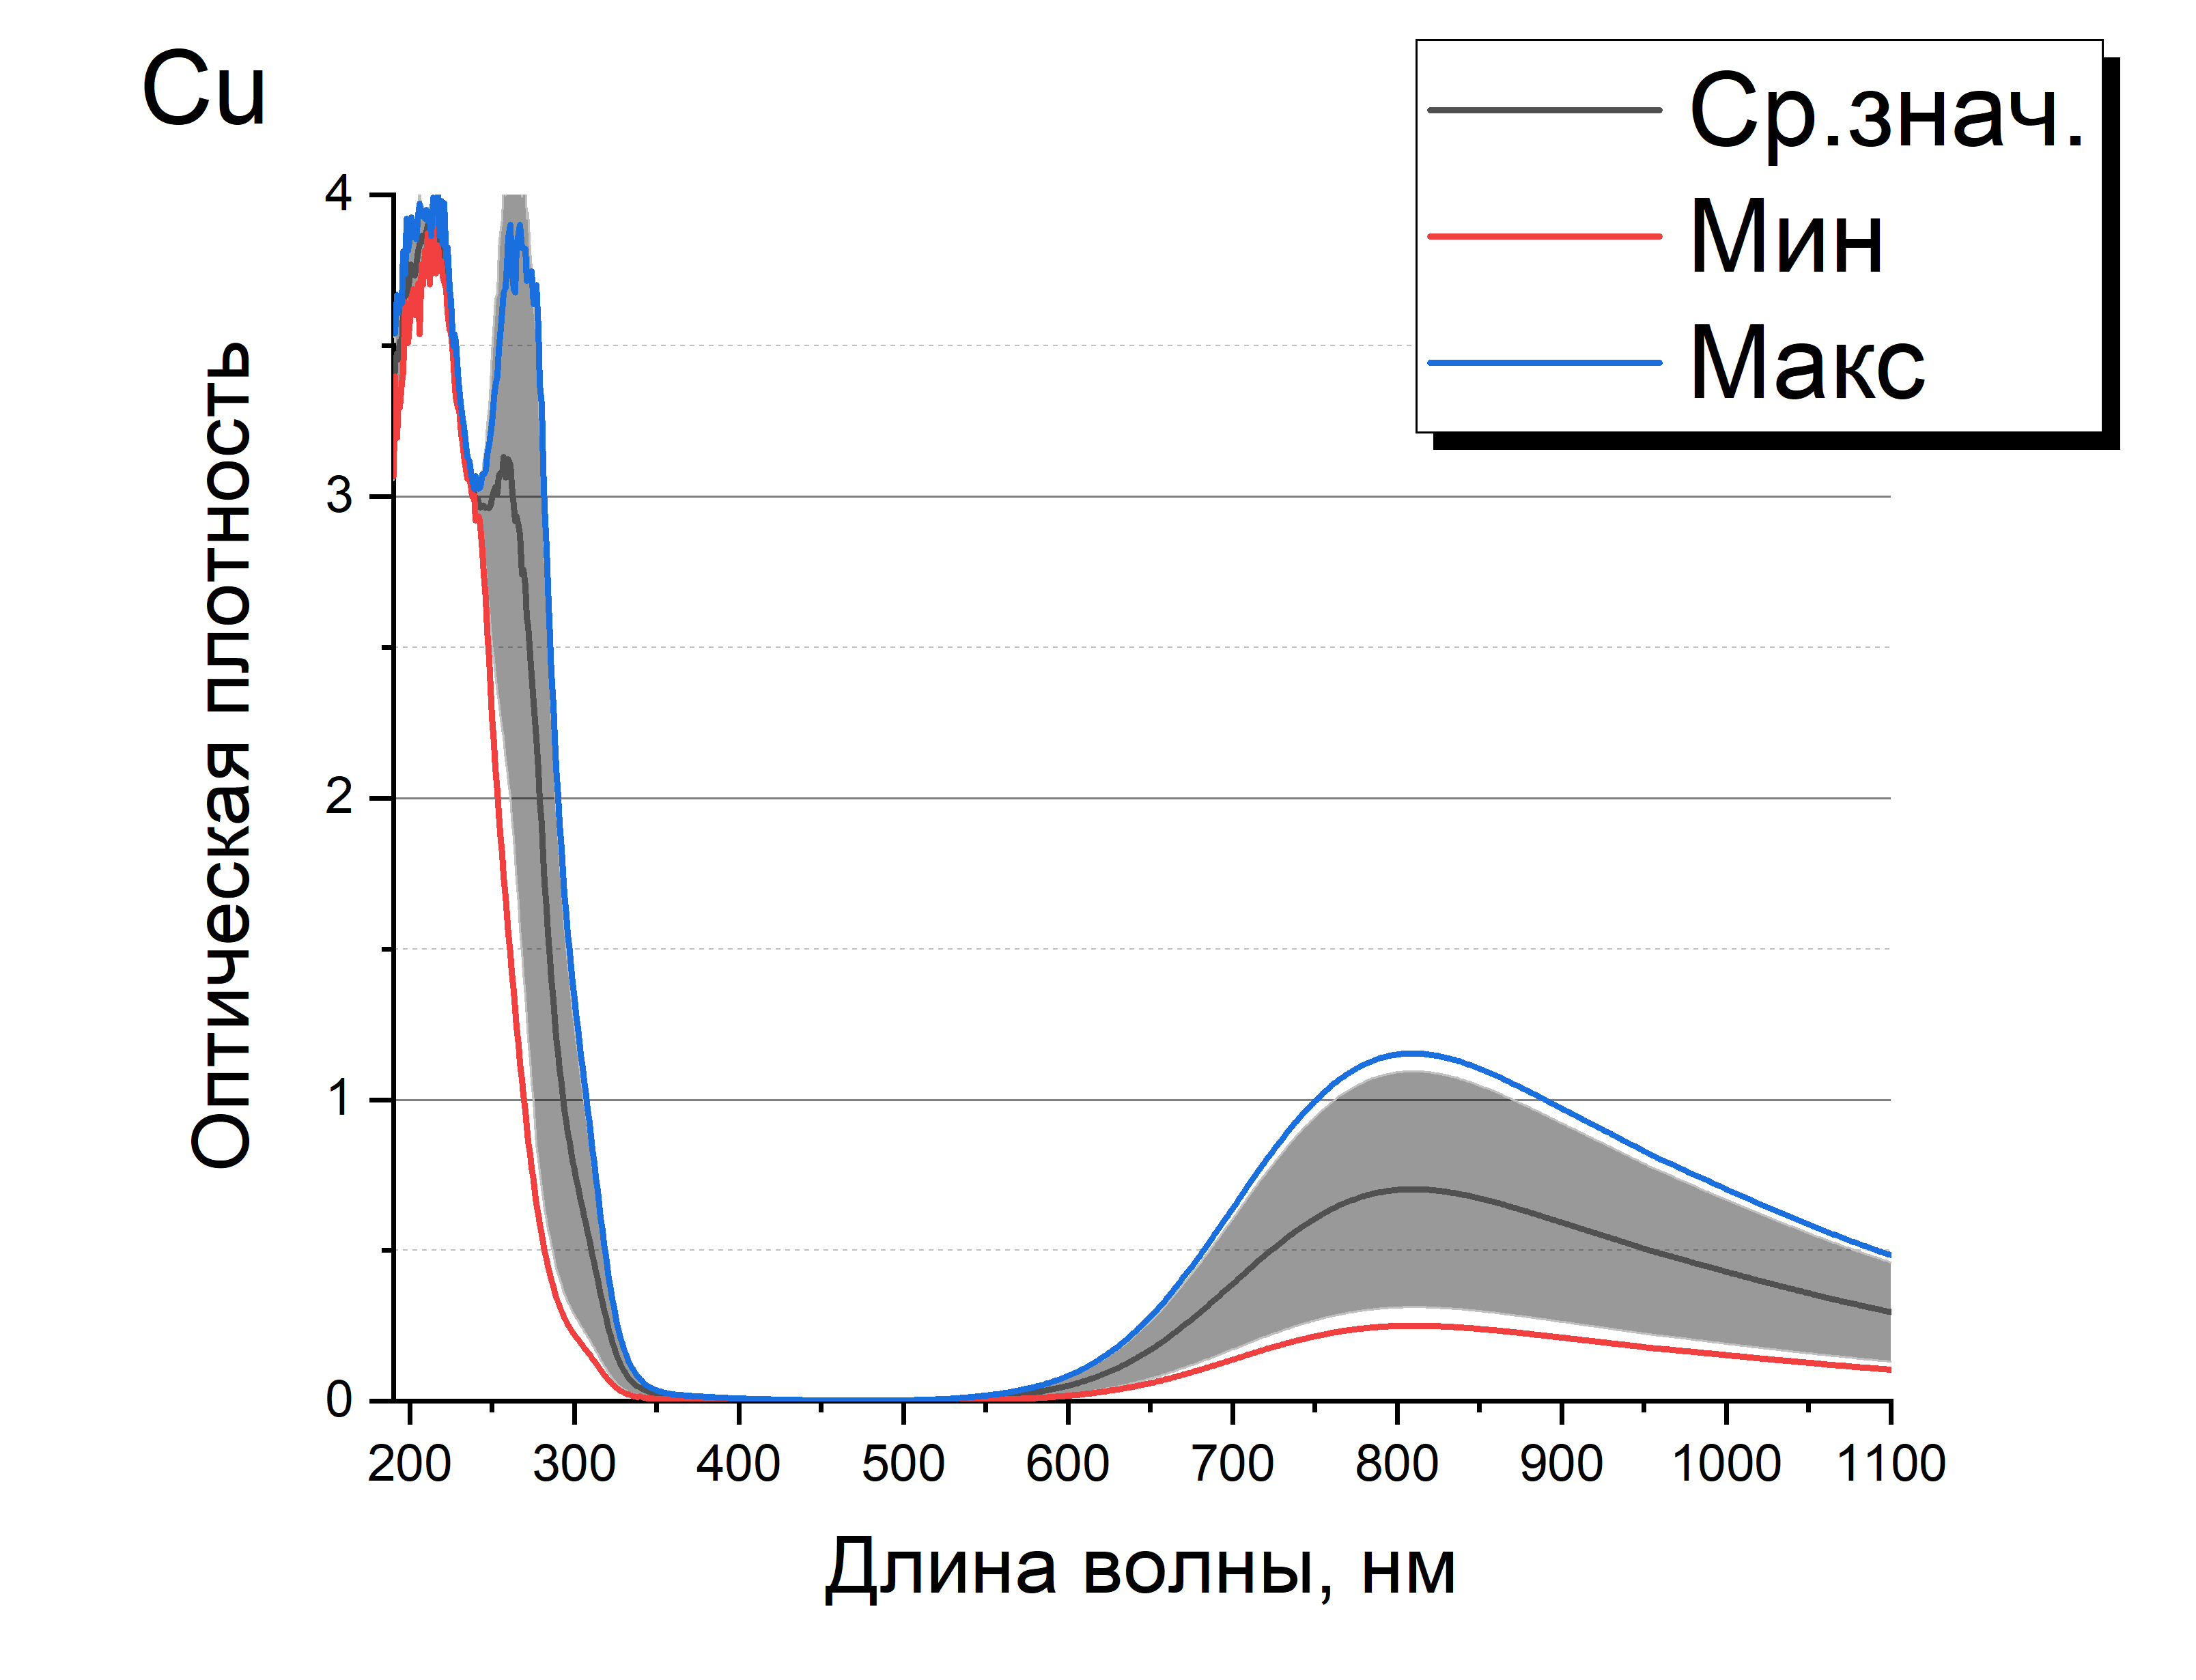 Cu
Ср.знач.
Мин
Макс
Оптическая плотность
4
3
2
1
0
200 300 400 500 600 700 800 900 1000 1100
Длина волны, нм